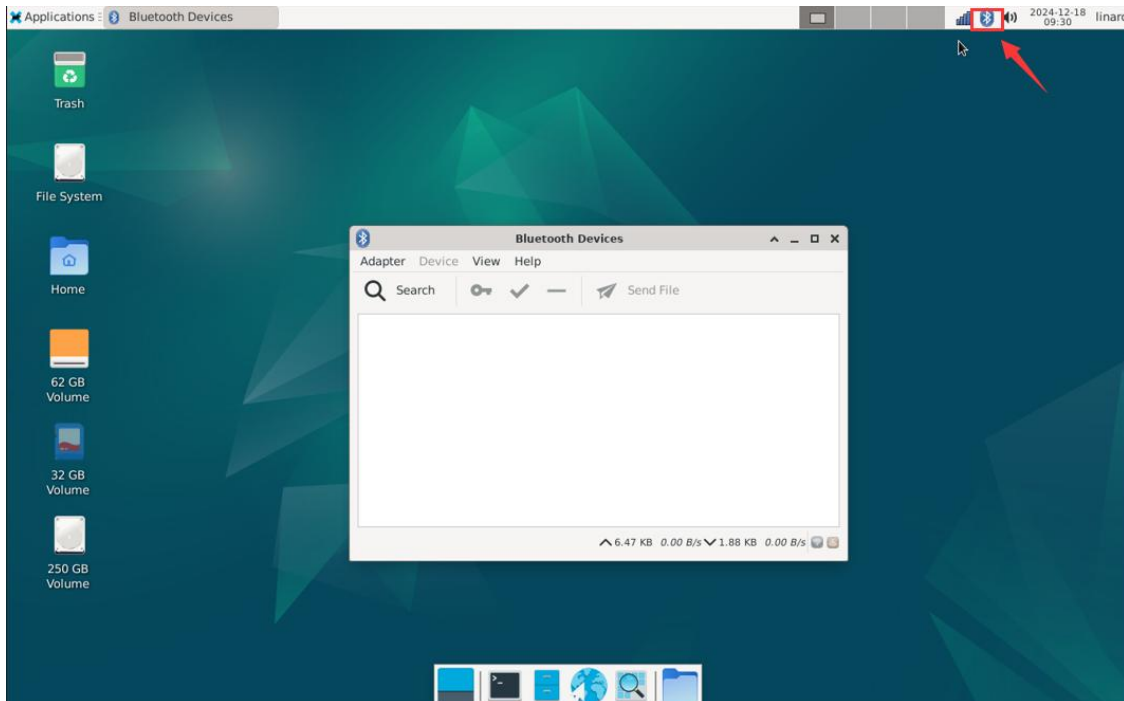 Applications
Bluetooth Devices
2024-12-18
09:30
Trash
File System
Home
62 GB
Volume
32 GB
Volume
250 GB
Volume
Bluetooth Devices
Adapter Device View Help
Search
Send File
6.47 KB 0.00 B/s 1.88 KB 0.00 B/s